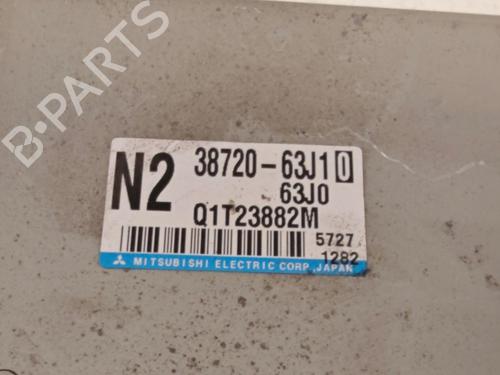 B-PARTS
N2 38720-63J10
63J0
Q1T23882M
5727
1282
MITSUBISHI ELECTRIC CORP. JAPAN